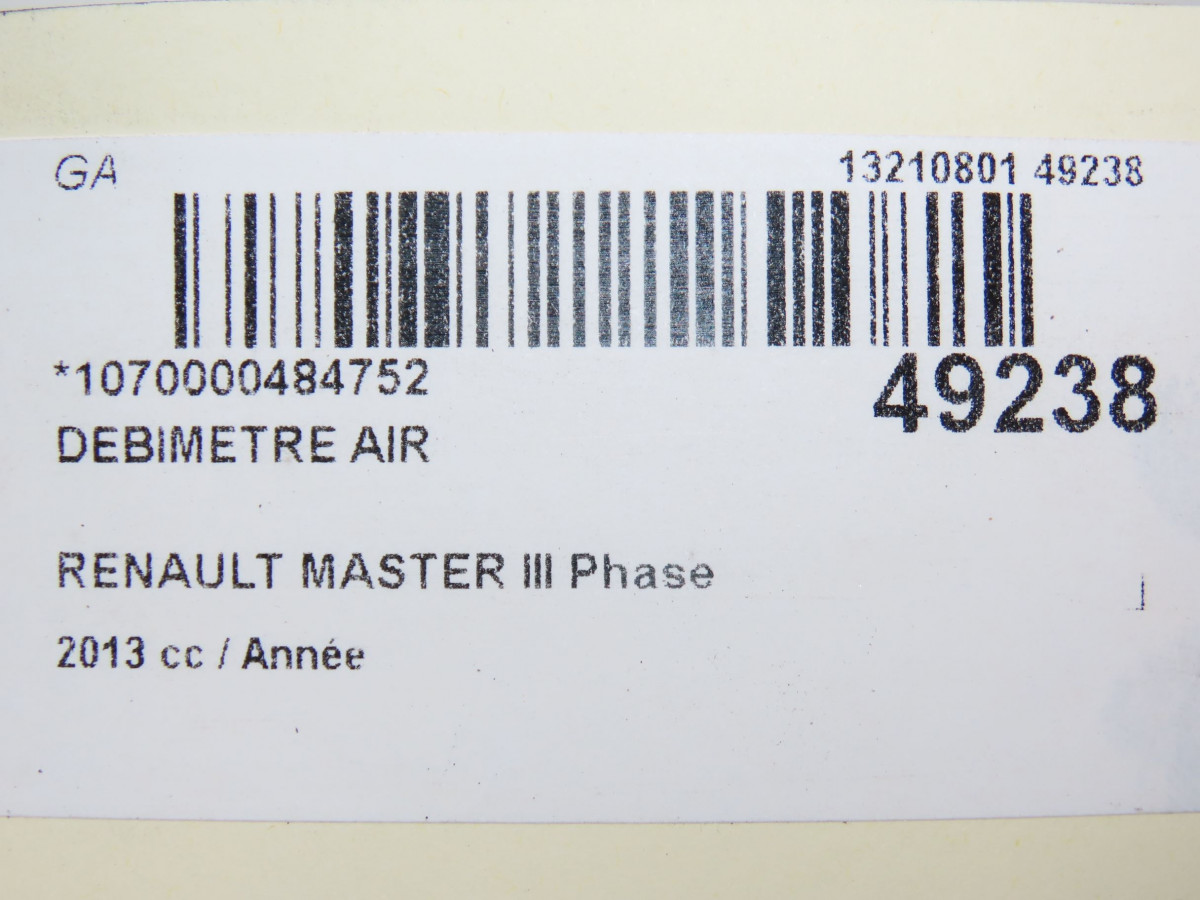 GA
13210801 49238
*1070000484752
49238
DEBIMETRE AIR
RENAULT MASTER III Phase
2013 cc / Année